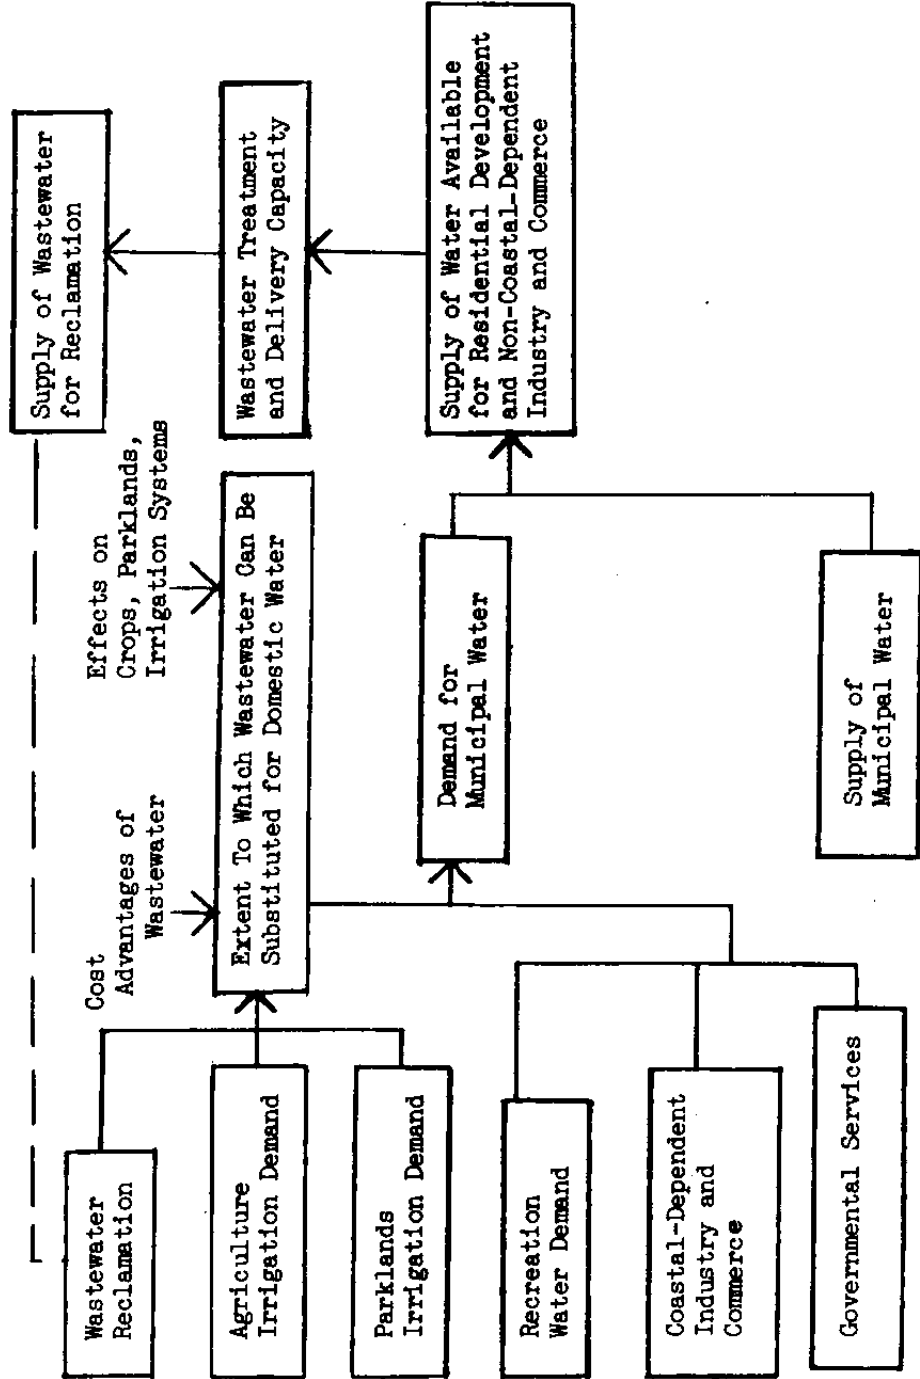 Wastewater
Reclamation
Agriculture
Irrigation Demand
Parklands
Irrigation Demand
Recreation
Water Demand
Coastal-Dependent
Industry and
Commerce
Governmental Services
Cost
Advantages of
Wastewater
Effects on
Crops, Parklands,
Irrigation Systems
Extent To Which Wastewater Can Be
Substituted for Domestic Water
Demand for
Municipal Water
Supply of
Municipal Water
Supply of Wastewater
for Reclamation
Wastewater Treatment
and Delivery Capacity
Supply of Water Available
for Residential Development
and Non-Coastal-Dependent
Industry and Commerce